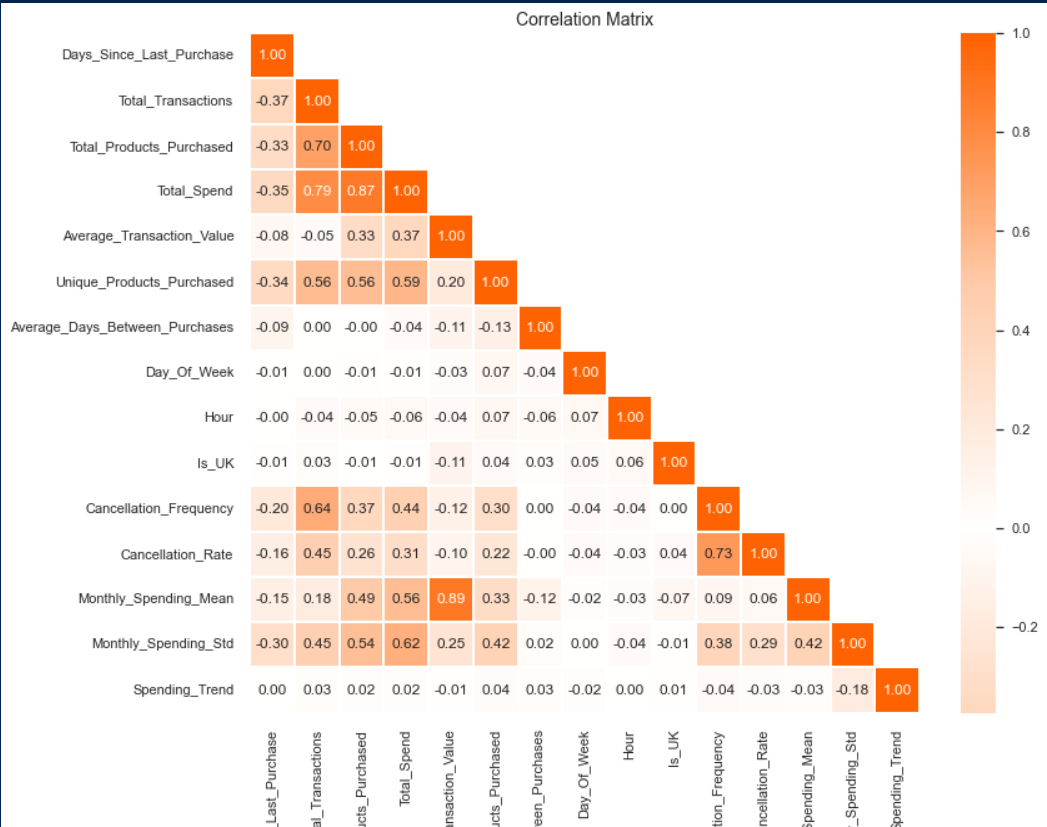 Correlation Matrix
Days_Since_Last_Purchase 1.00
Total_Transactions -0.37 1.00
Total_Products_Purchased -0.33 0.70 1.00
Total_Spend -0.35 0.79 0.87 1.00
Average_Transaction_Value -0.08 -0.05 0.33 0.37 1.00
Unique_Products_Purchased -0.34 0.56 0.56 0.59 0.20 1.00
Average_Days_Between_Purchases -0.09 0.00 -0.00 -0.04 -0.11 -0.13 1.00
Day_Of_Week -0.01 0.00 -0.01 -0.01 -0.03 0.07 -0.04 1.00
Hour -0.00 -0.04 -0.05 -0.06 -0.04 0.07 -0.06 0.07 1.00
Is_UK -0.01 0.03 -0.01 -0.01 -0.11 0.04 0.03 0.05 0.06 1.00
Cancellation_Frequency -0.20 0.64 0.37 0.44 -0.12 0.30 0.00 -0.04 -0.04 0.00 1.00
Cancellation_Rate -0.16 0.45 0.26 0.31 -0.10 0.22 -0.00 -0.04 -0.03 0.04 0.73 1.00
Monthly_Spending_Mean -0.15 0.18 0.49 0.56 0.89 0.33 -0.12 -0.02 -0.03 -0.07 0.09 0.06 1.00
Monthly_Spending_Std -0.30 0.45 0.54 0.62 0.25 0.42 0.02 0.00 -0.04 -0.01 0.38 0.29 0.42 1.00
Spending_Trend 0.00 0.03 0.02 0.02 -0.01 0.04 0.03 -0.02 0.00 0.01 -0.04 -0.03 -0.03 -0.18 1.00
_Last_Purchase
al_Transactions
ucts_Purchased
Total_Spend
ansaction_Value
ucts_Purchased
een_Purchases
Day_Of_Week
Hour
Is_UK
tion_Frequency
ncellation_Rate
Spending_Mean
y_Spending_Std
pending_Trend
1.0
0.8
0.6
0.4
0.2
0.0
-0.2